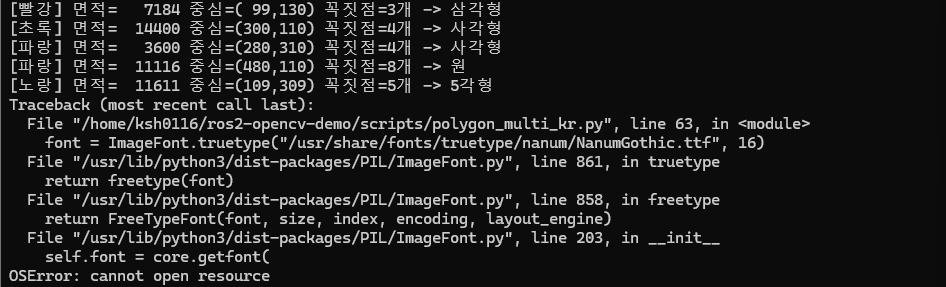 [빨강] 면적=   7184 중심=( 99,130) 꼭짓점=3개 -> 삼각형
[초록] 면적=  14400 중심=(300,110) 꼭짓점=4개 -> 사각형
[파랑] 면적=   3600 중심=(280,310) 꼭짓점=4개 -> 사각형
[파랑] 면적=  11116 중심=(480,110) 꼭짓점=8개 -> 원
[노랑] 면적=  11611 중심=(109,309) 꼭짓점=5개 -> 5각형
Traceback (most recent call last):
  File "/home/ksh0116/ros2-opencv-demo/scripts/polygon_multi_kr.py", line 63, in <module>
    font = ImageFont.truetype("/usr/share/fonts/truetype/nanum/NanumGothic.ttf", 16)
  File "/usr/lib/python3/dist-packages/PIL/ImageFont.py", line 861, in truetype
    return freetype(font)
  File "/usr/lib/python3/dist-packages/PIL/ImageFont.py", line 858, in freetype
    return FreeTypeFont(font, size, index, encoding, layout_engine)
  File "/usr/lib/python3/dist-packages/PIL/ImageFont.py", line 203, in __init__
    self.font = core.getfont(
OSError: cannot open resource